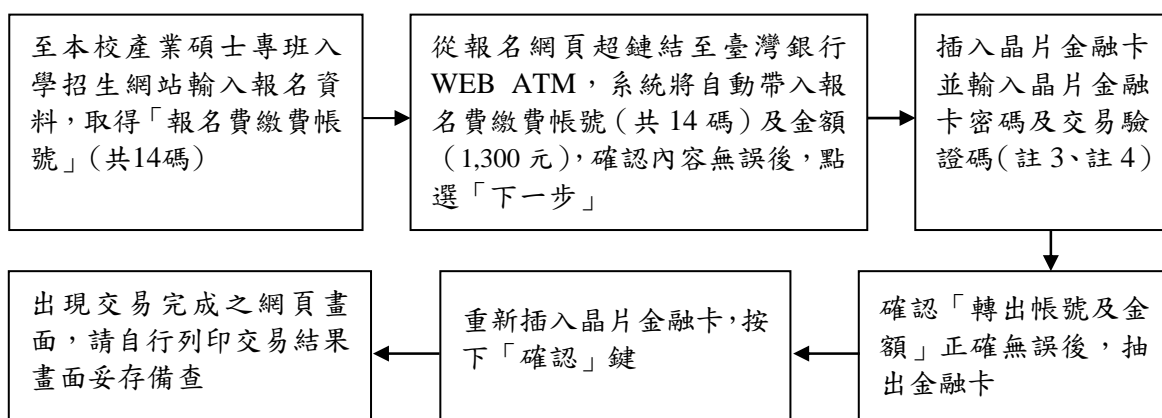 至本校產業碩士專班入
學招生網站輸入報名資
料，取得「報名費繳費帳
號」（共14碼）
從報名網頁超鏈結至臺灣銀行
WEB ATM，系統將自動帶入報
名費繳費帳號（共 14 碼）及金額
（1,300 元），確認內容無誤後，點
選「下一步」
插入晶片金融卡
並輸入晶片金融
卡密碼及交易驗
證碼（註 3、註 4）
確認「轉出帳號及金
額」正確無誤後，抽
出金融卡
重新插入晶片金融卡，按
下「確認」鍵
出現交易完成之網頁畫
面，請自行列印交易結果
畫面妥存備查